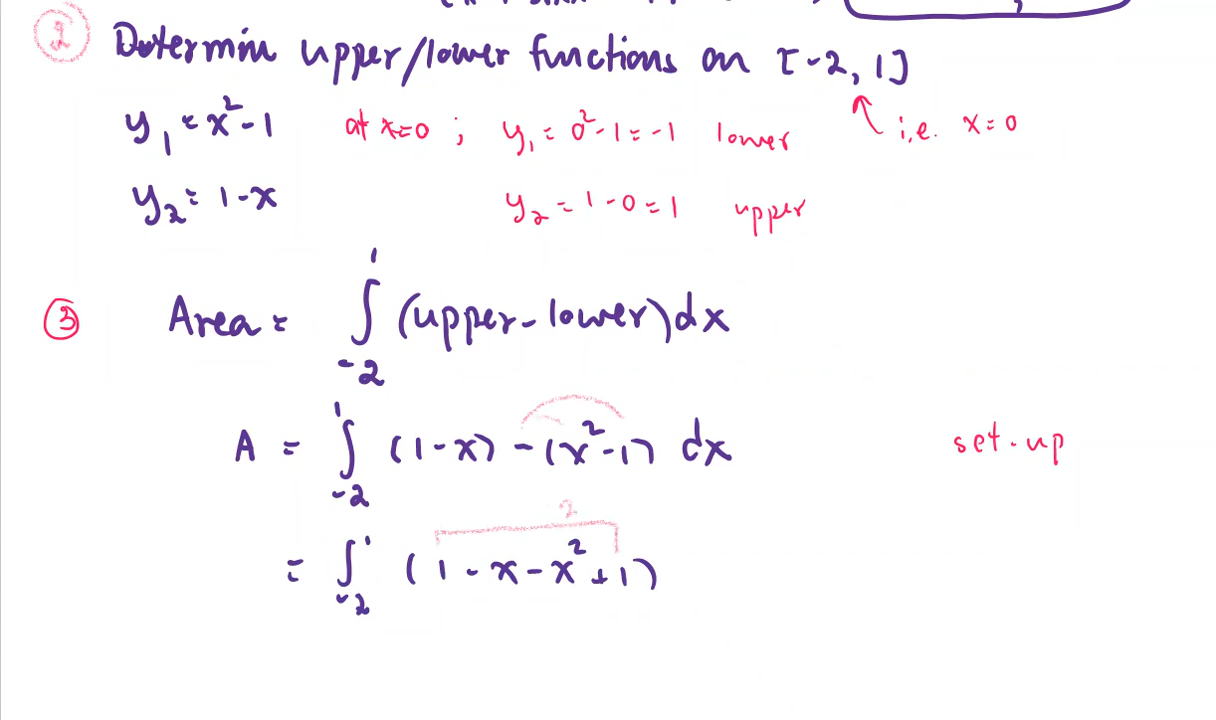 ② Determin upper/lower functions on [-2, 1]
y₁ = x²-1 at x=0 ; y₁ = 0²-1 = -1 lower i.e. x=0
y₂ = 1-x y₂ = 1-0 = 1 upper
③ Area = ∫₋₂¹ (upper-lower)dx
A = ∫₋₂¹ (1-x) - (x²-1) dx set-up
2
= ∫₋₂¹ (1-x-x²+1)